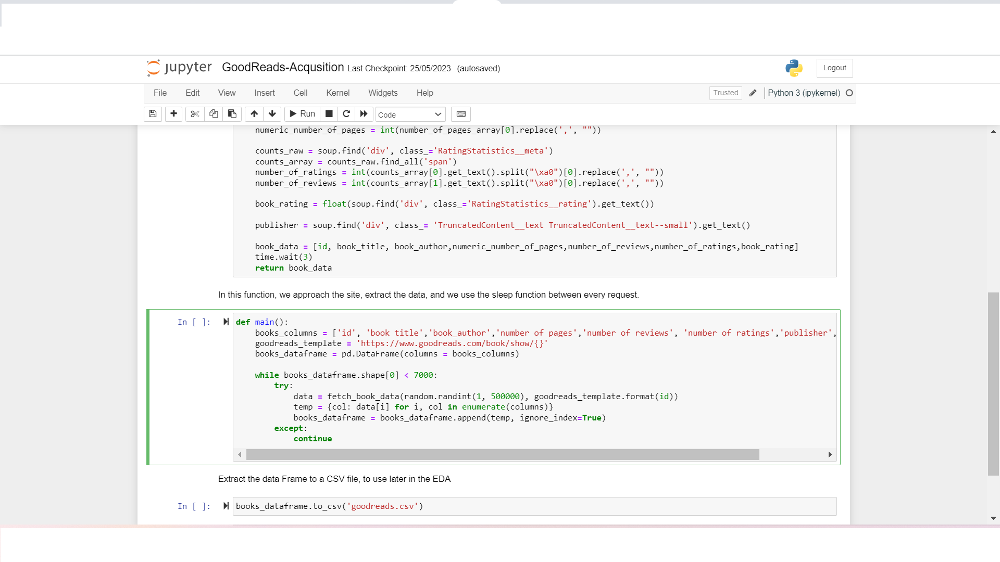 jupyter GoodReads-Acqusition Last Checkpoint: 25/05/2023 (autosaved) Logout
File Edit View Insert Cell Kernel Widgets Help Trusted Python 3 (ipykernel)
Run Code
numeric_number_of_pages = int(number_of_pages_array[0].replace(',', ""))
counts_raw = soup.find('div', class_='RatingStatistics__meta')
counts_array = counts_raw.find_all('span')
number_of_ratings = int(counts_array[0].get_text().split("\xa0")[0].replace(',', ""))
number_of_reviews = int(counts_array[1].get_text().split("\xa0")[0].replace(',', ""))
book_rating = float(soup.find('div', class_='RatingStatistics__rating').get_text())
publisher = soup.find('div', class_= 'TruncatedContent__text TruncatedContent__text--small').get_text()
book_data = [id, book_title, book_author,numeric_number_of_pages,number_of_reviews,number_of_ratings,book_rating]
time.wait(3)
return book_data
In this function, we approach the site, extract the data, and we use the sleep function between every request.
In [ ]: def main():
books_columns = ['id', 'book title','book_author','number of pages','number of reviews', 'number of ratings','publisher',
goodreads_template = 'https://www.goodreads.com/book/show/{}'
books_dataframe = pd.DataFrame(columns = books_columns)
while books_dataframe.shape[0] < 7000:
try:
data = fetch_book_data(random.randint(1, 500000), goodreads_template.format(id))
temp = {col: data[i] for i, col in enumerate(columns)}
books_dataframe = books_dataframe.append(temp, ignore_index=True)
except:
continue
Extract the data Frame to a CSV file, to use later in the EDA
In [ ]: books_dataframe.to_csv('goodreads.csv')